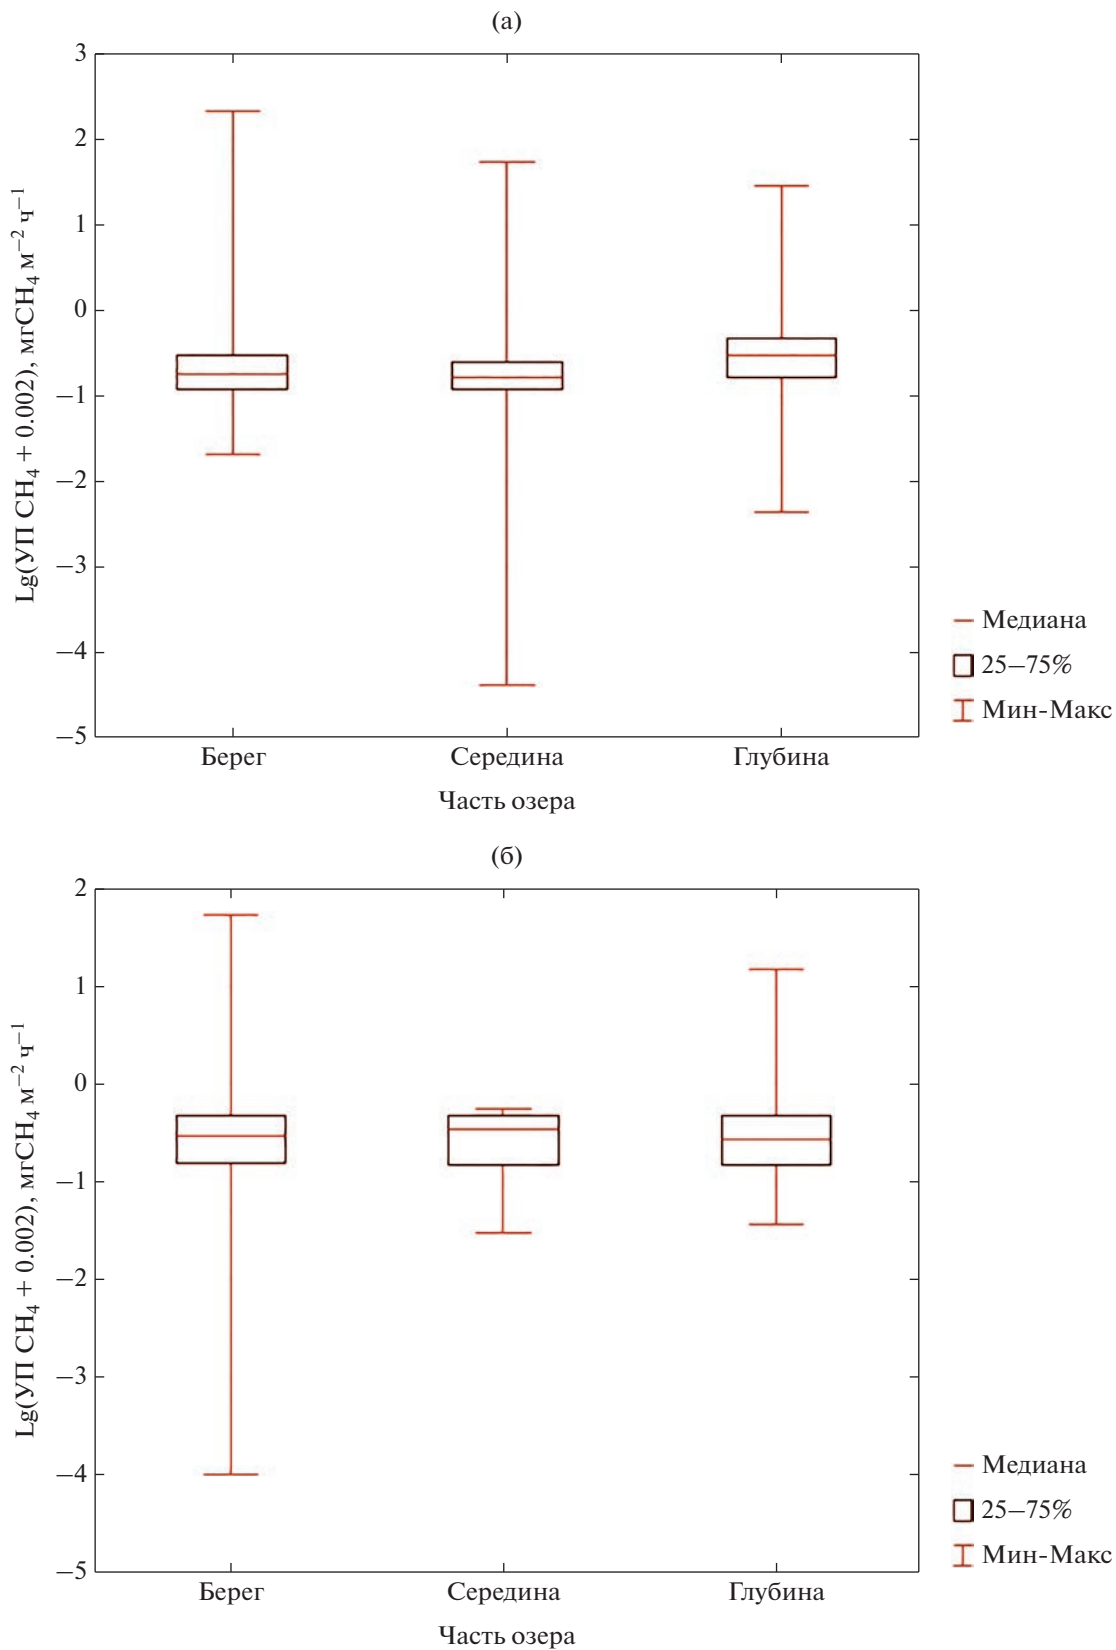 (а)
3
2
1
0
−1
−2
−3
−4
−5
Lg(УП CH₄ + 0.002), мгCH₄ м⁻² ч⁻¹
Берег Середина Глубина
Часть озера
Медиана
25−75%
Мин-Макс
(б)
2
1
0
−1
−2
−3
−4
−5
Lg(УП CH₄ + 0.002), мгCH₄ м⁻² ч⁻¹
Берег Середина Глубина
Часть озера
Медиана
25−75%
Мин-Макс